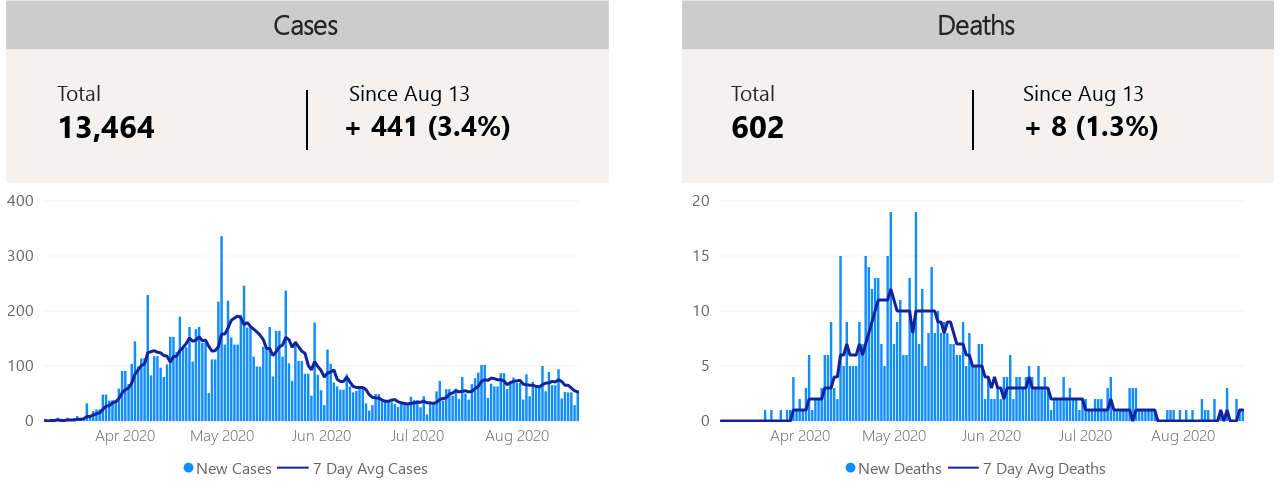 Cases
Total
13,464
Since Aug 13
+ 441 (3.4%)
400
300
200
100
0
Apr 2020 May 2020 Jun 2020 Jul 2020 Aug 2020
New Cases 7 Day Avg Cases
Deaths
Total
602
Since Aug 13
+ 8 (1.3%)
20
15
10
5
0
Apr 2020 May 2020 Jun 2020 Jul 2020 Aug 2020
New Deaths 7 Day Avg Deaths